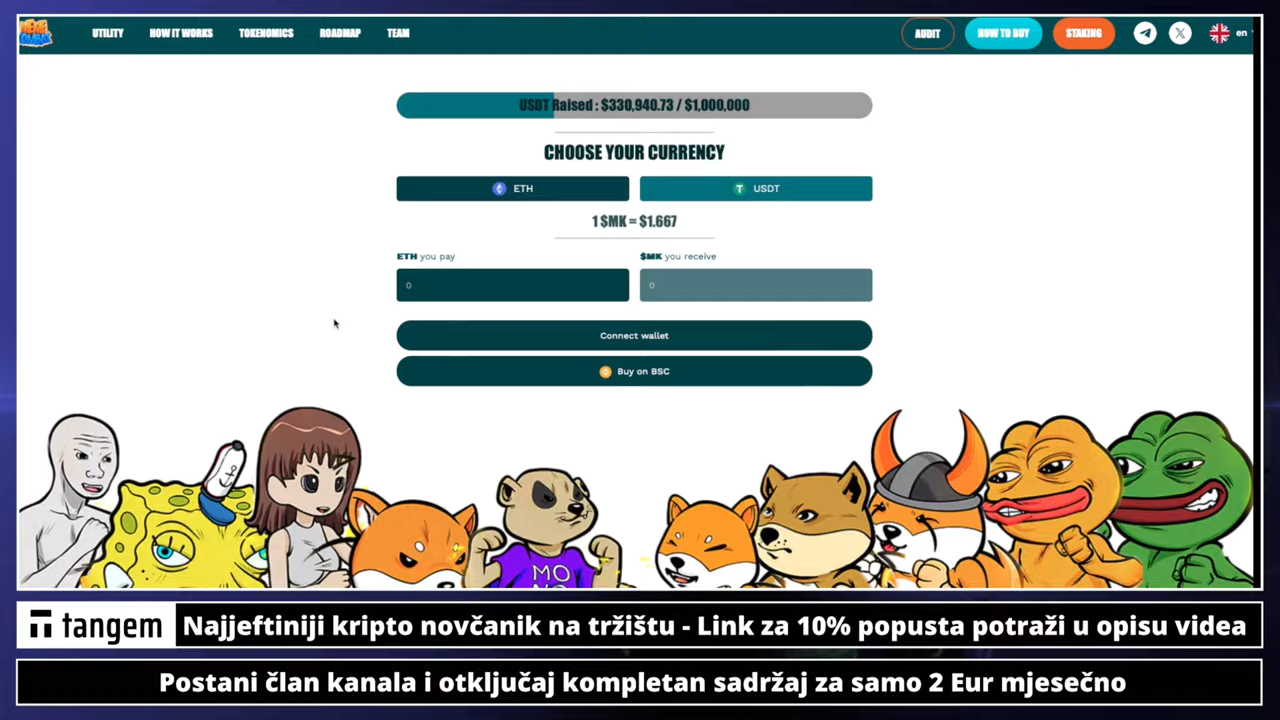 MEME KOMBAT
UTILITY HOW IT WORKS TOKENOMICS ROADMAP TEAM AUDIT HOW TO BUY STAKING en
USDT Raised : $330,940.73 / $1,000,000
CHOOSE YOUR CURRENCY
ETH USDT
1 $MK = $1.667
ETH you pay $MK you receive
0 0
Connect wallet
Buy on BSC
MO
tangem Najjeftiniji kripto novčanik na tržištu - Link za 10% popusta potraži u opisu videa
Postani član kanala i otključaj kompletan sadržaj za samo 2 Eur mjesečno